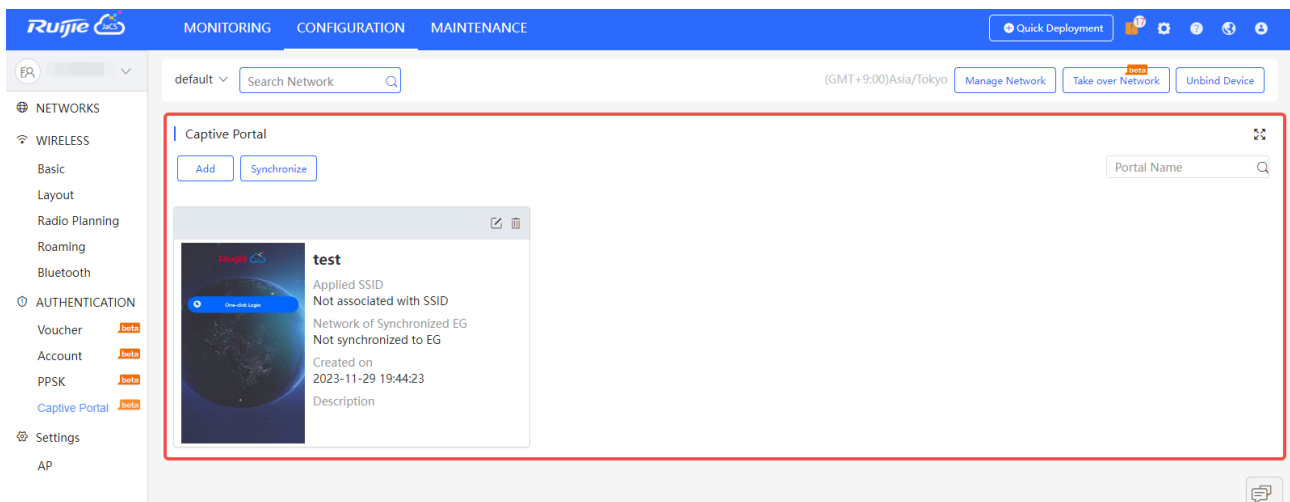 Ruijie JaCS
MONITORING CONFIGURATION MAINTENANCE
Quick Deployment
17
default
Search Network
(GMT+9:00)Asia/Tokyo
Manage Network
Take over Network
beta
Unbind Device
NETWORKS
WIRELESS
Basic
Layout
Radio Planning
Roaming
Bluetooth
AUTHENTICATION
Voucher beta
Account beta
PPSK beta
Captive Portal beta
Settings
AP
Captive Portal
Add
Synchronize
Portal Name
Ruijie
One-click Login
test
Applied SSID
Not associated with SSID
Network of Synchronized EG
Not synchronized to EG
Created on
2023-11-29 19:44:23
Description